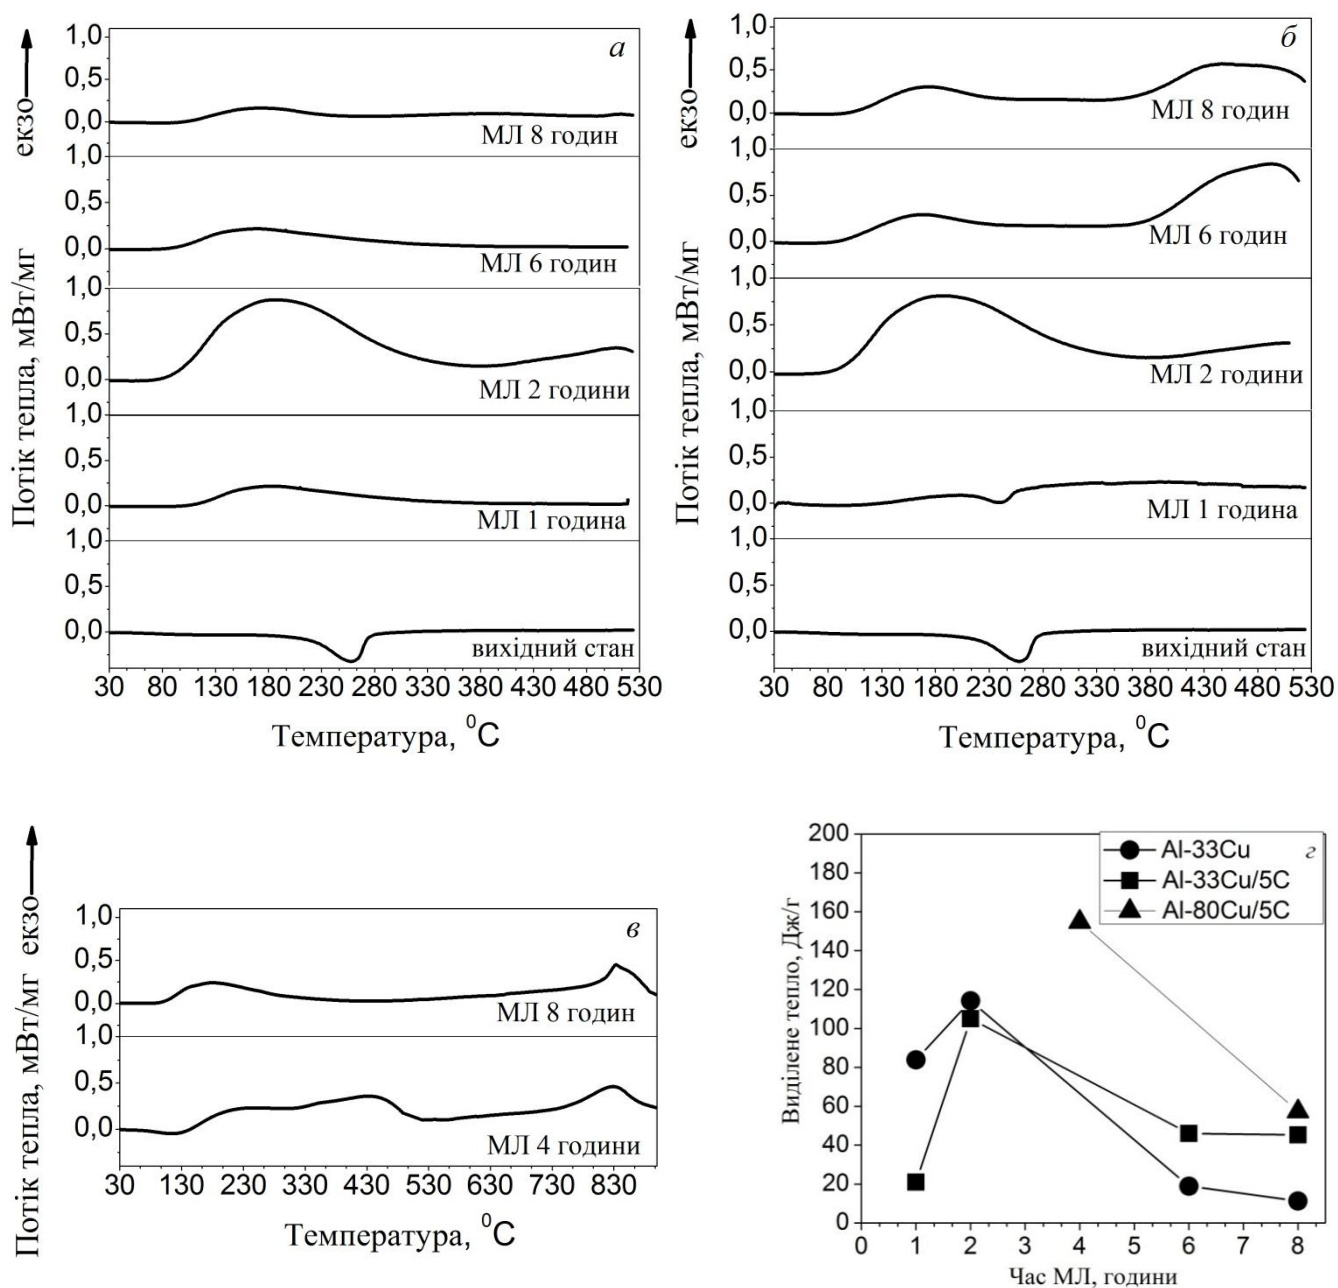 а
1,0
0,5
0,0
МЛ 8 годин
1,0
0,5
0,0
МЛ 6 годин
1,0
0,5
0,0
МЛ 2 години
1,0
0,5
0,0
МЛ 1 година
1,0
0,5
0,0
вихідний стан
30 80 130 180 230 280 330 380 430 480 530
Температура, ⁰C
Потік тепла, мВт/мг
екзо
б
1,0
0,5
0,0
МЛ 8 годин
1,0
0,5
0,0
МЛ 6 годин
1,0
0,5
0,0
МЛ 2 години
1,0
0,5
0,0
МЛ 1 година
1,0
0,5
0,0
вихідний стан
30 80 130 180 230 280 330 380 430 480 530
Температура, ⁰C
Потік тепла, мВт/мг
екзо
в
1,0
0,5
0,0
МЛ 8 годин
1,0
0,5
0,0
МЛ 4 години
30 130 230 330 430 530 630 730 830
Температура, ⁰C
Потік тепла, мВт/мг екзо
г
Al-33Cu
Al-33Cu/5C
Al-80Cu/5C
200
180
160
140
120
100
80
60
40
20
0
0 1 2 3 4 5 6 7 8
Час МЛ, години
Виділене тепло, Дж/г